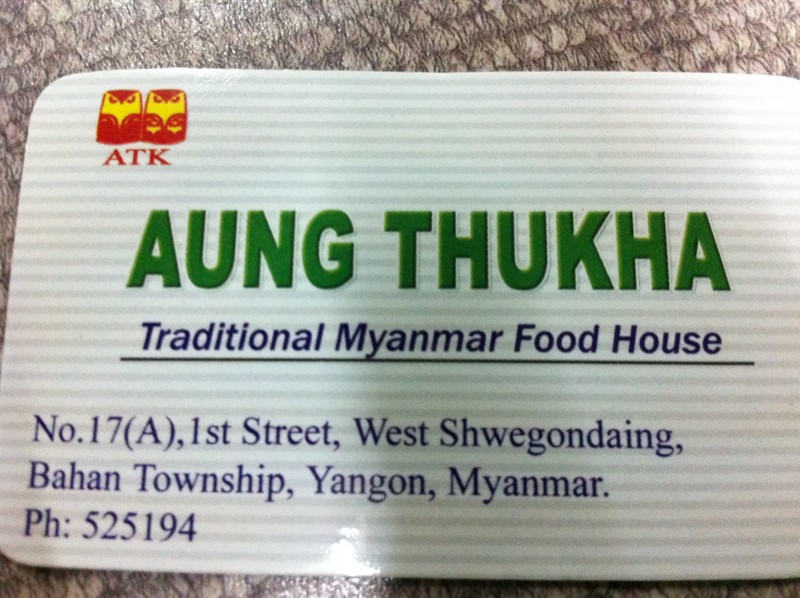 ATK
AUNG THUKHA
Traditional Myanmar Food House
No.17(A),1st Street, West Shwegondaing,
Bahan Township, Yangon, Myanmar.
Ph: 525194